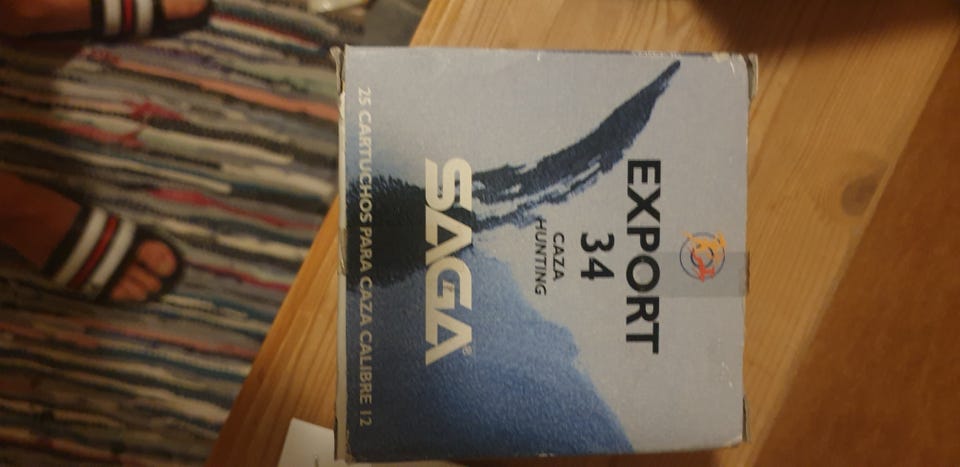 EXPORT
34
CAZA
HUNTING
SAGA®
25 CARTUCHOS PARA CAZA CALIBRE 12